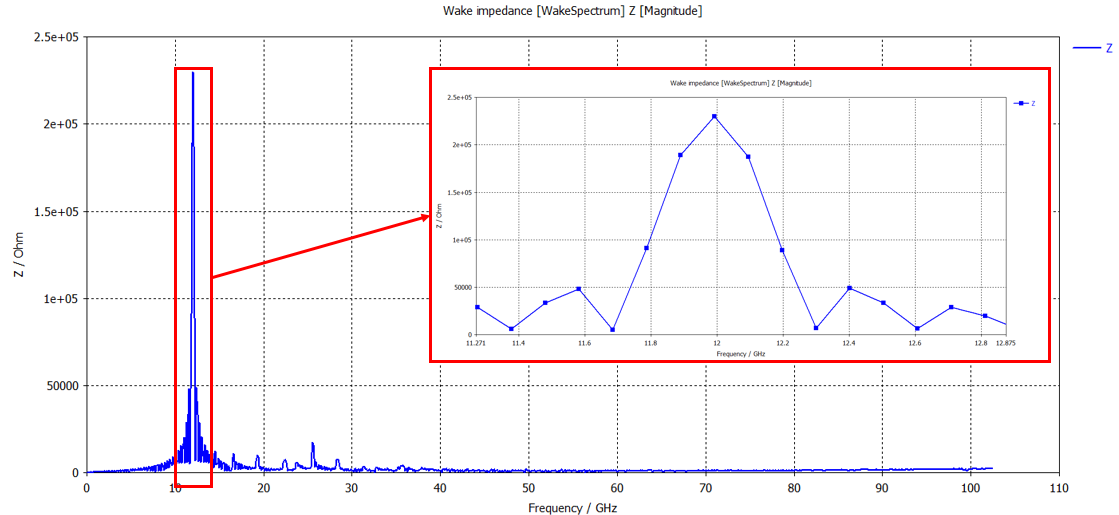 Wake impedance [WakeSpectrum] Z [Magnitude]
2.5e+05
2e+05
1.5e+05
1e+05
50000
0
Z / Ohm
0 10 20 30 40 50 60 70 80 90 100 110
Frequency / GHz
Z
Wake impedance [WakeSpectrum] Z [Magnitude]
2.5e+05
2e+05
1.5e+05
1e+05
50000
0
Z / Ohm
11.271 11.4 11.6 11.8 12 12.2 12.4 12.6 12.8 12.875
Frequency / GHz
Z